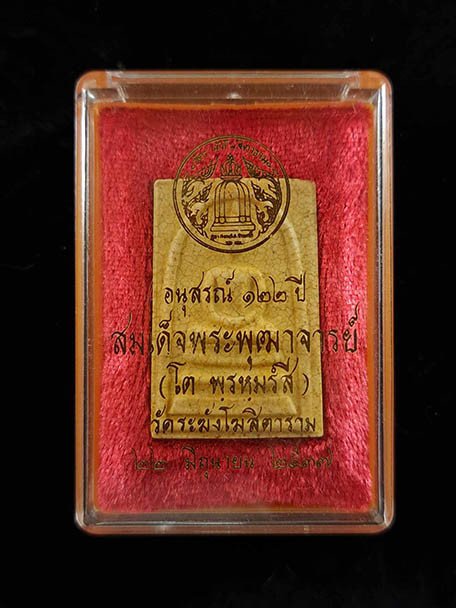 อนุสรณ์ ๑๒๒ ปี
สมเด็จพระพุฒาจารย์
(โต พรหมรํสี)
วัดระฆังโฆสิตาราม
๒๒ มิถุนายน ๒๕๓๗